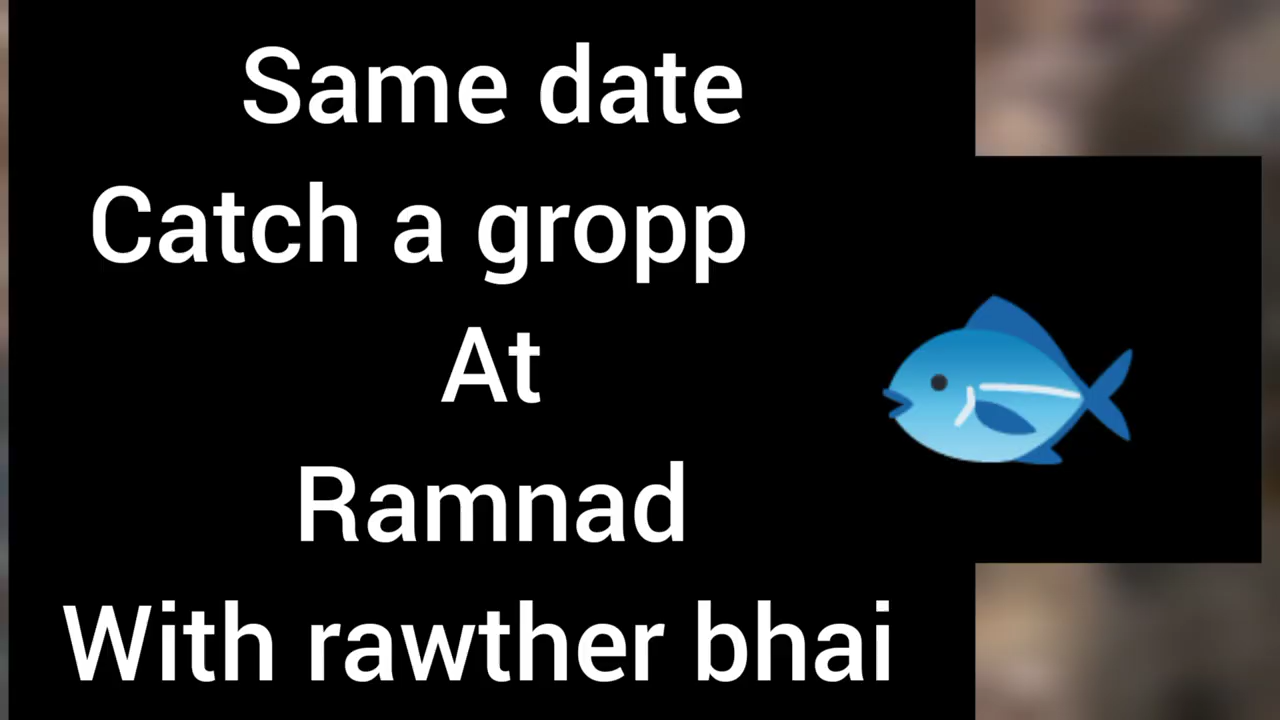 Same date
Catch a gropp
At
Ramnad
With rawther bhai